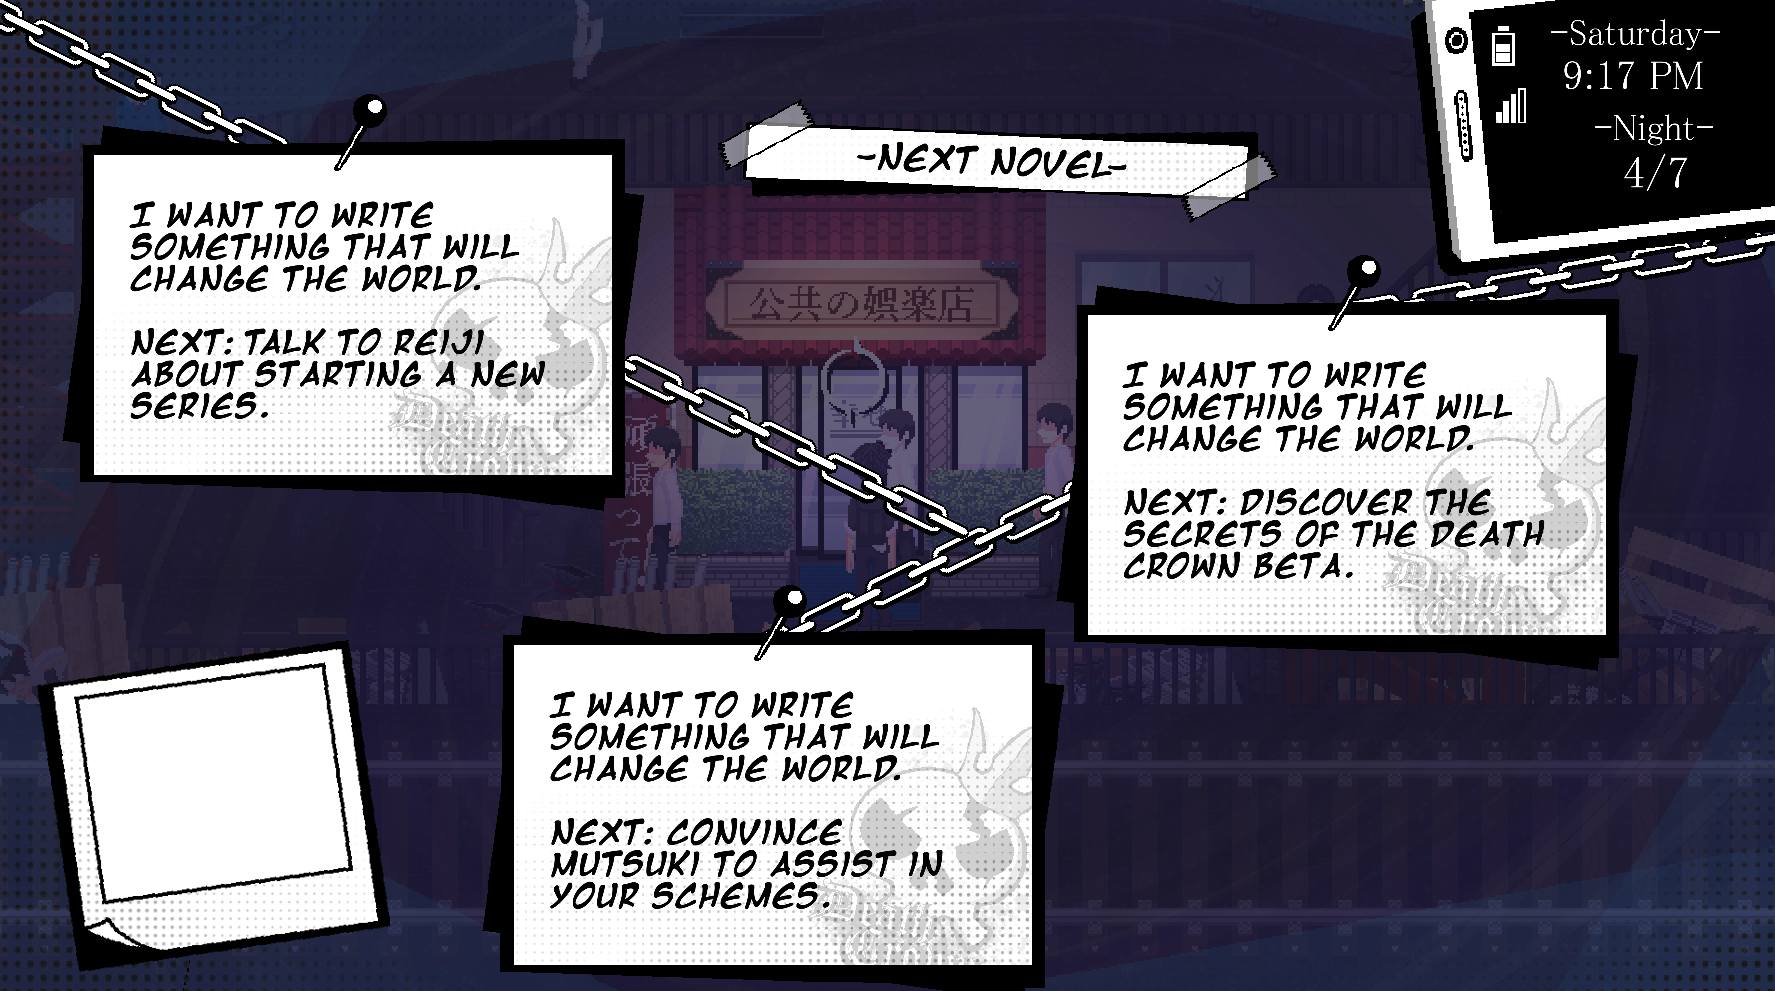 -Saturday-
9:17 PM
-Night-
4/7
-NEXT NOVEL-
I WANT TO WRITE
SOMETHING THAT WILL
CHANGE THE WORLD.
NEXT: TALK TO REIJI
ABOUT STARTING A NEW
SERIES.
公共の娯楽店
I WANT TO WRITE
SOMETHING THAT WILL
CHANGE THE WORLD.
NEXT: DISCOVER THE
SECRETS OF THE DEATH
CROWN BETA.
I WANT TO WRITE
SOMETHING THAT WILL
CHANGE THE WORLD.
NEXT: CONVINCE
MUTSUKI TO ASSIST IN
YOUR SCHEMES.